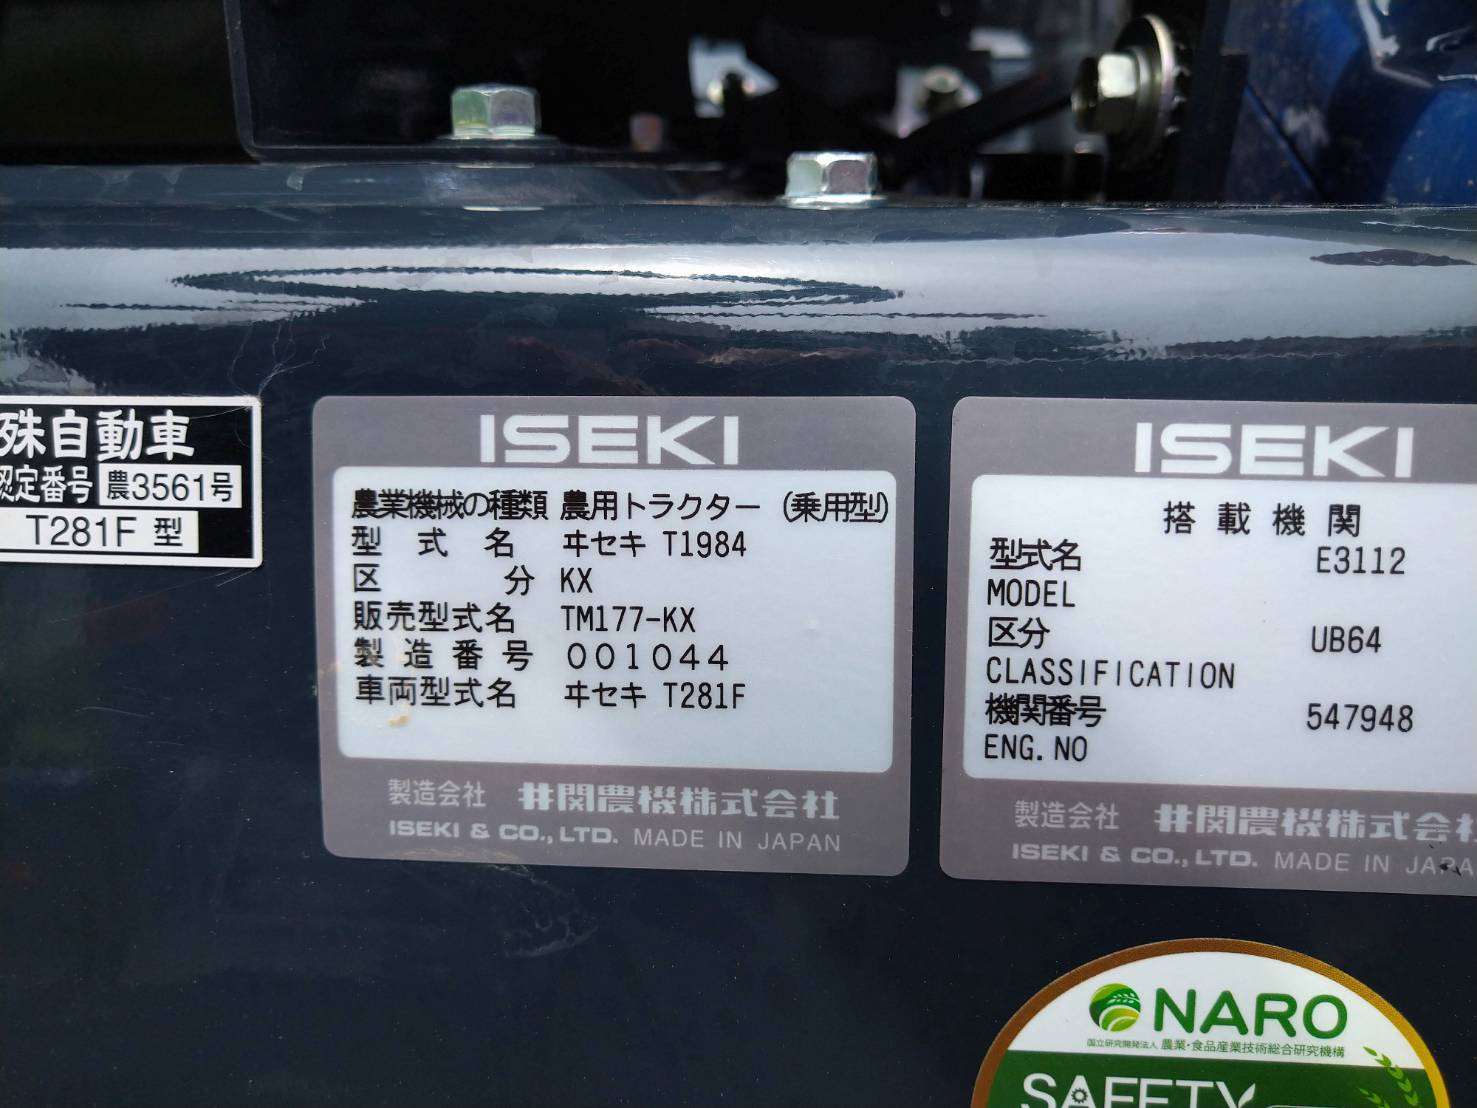 殊自動車
認定番号 農3561号
T281F 型
ISEKI
農業機械の種類 農用トラクター (乗用型)
型式名 ヰセキ T1984
区分 KX
販売型式名 TM177-KX
製造番号 001044
車両型式名 ヰセキ T281F
製造会社 井関農機株式会社
ISEKI & CO., LTD. MADE IN JAPAN
ISEKI
搭載機関
型式名 E3112
MODEL
区分 UB64
CLASSIFICATION
機関番号 547948
ENG. NO
製造会社 井関農機株式会社
ISEKI & CO., LTD. MADE IN JAPA
NARO
国立研究開発法人 農業・食品産業技術総合研究機構
SAFETY